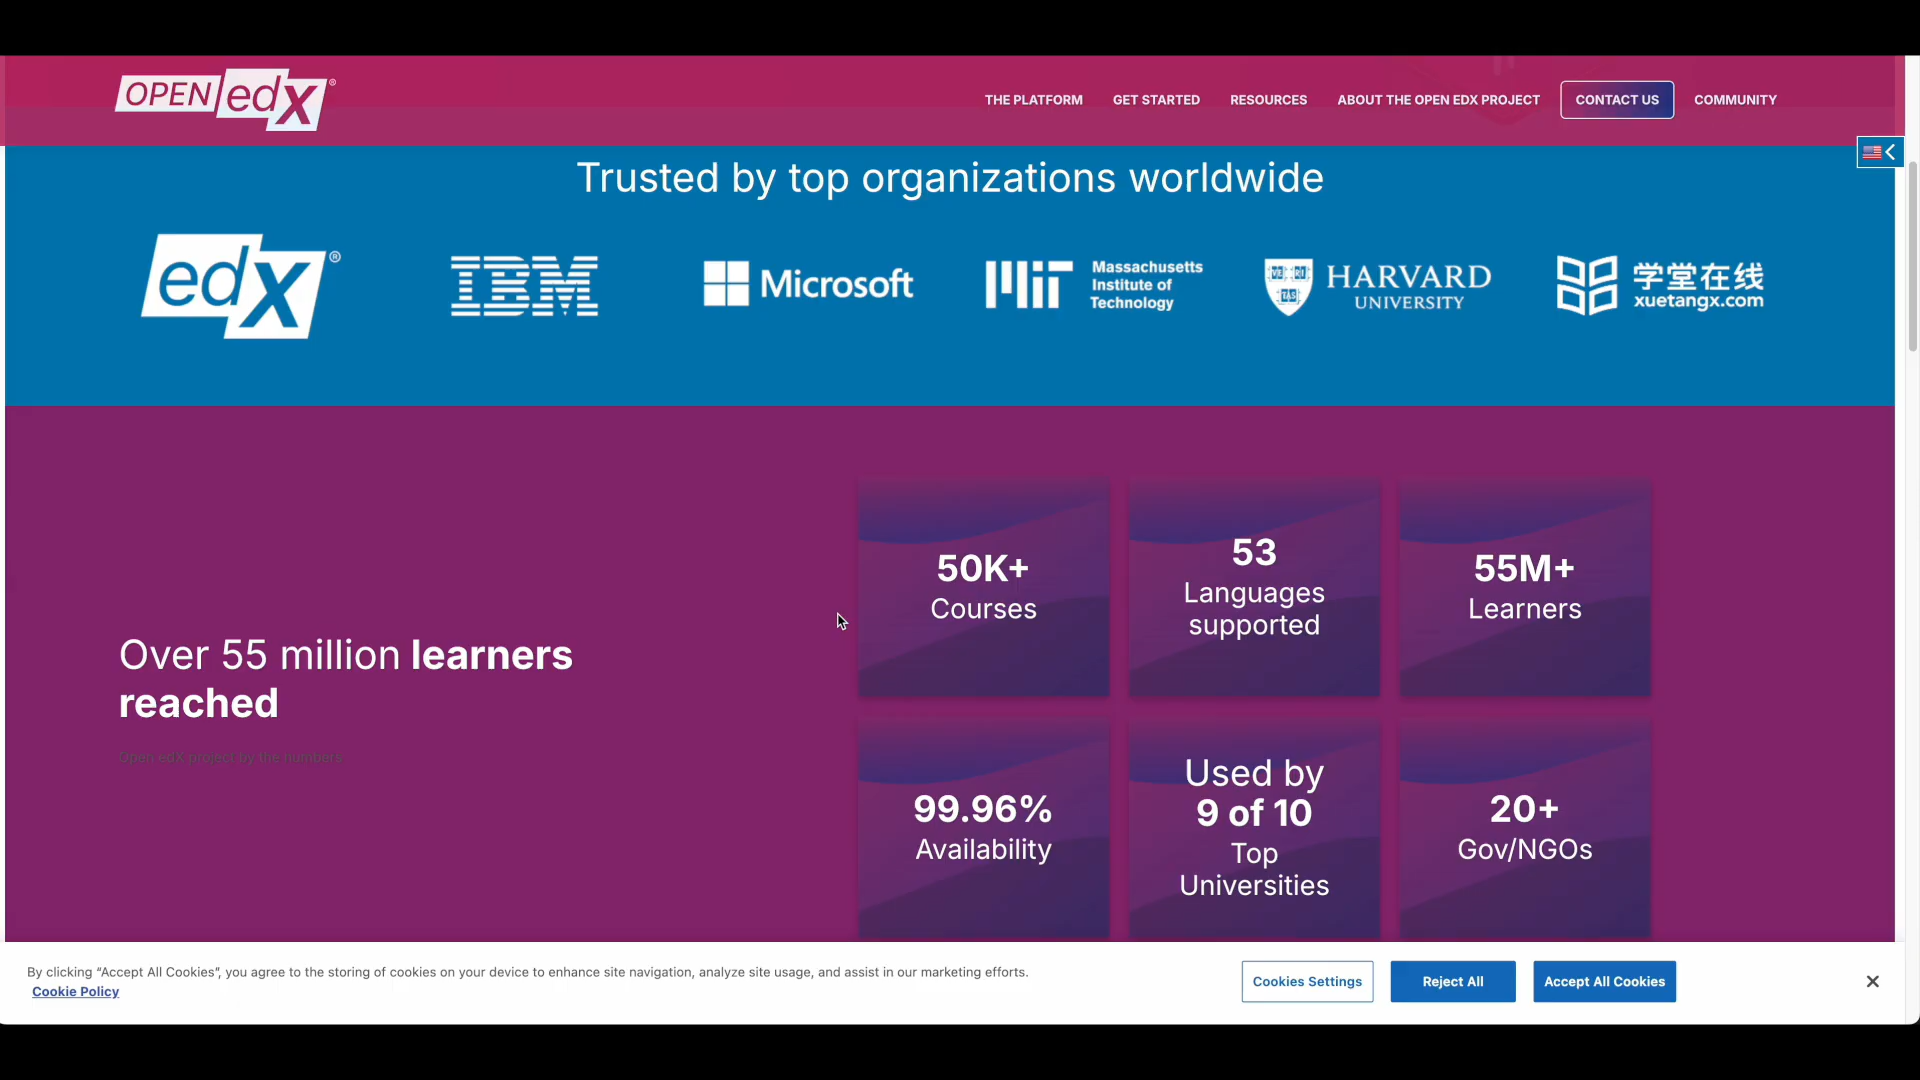 OPEN edX®
THE PLATFORM GET STARTED RESOURCES ABOUT THE OPEN EDX PROJECT CONTACT US COMMUNITY
Trusted by top organizations worldwide
edX®
IBM
Microsoft
MIT
Massachusetts
Institute of
Technology
VE RI TAS
HARVARD
UNIVERSITY
学堂在线
xuetangx.com
Over 55 million learners
reached
Open edX project by the numbers
50K+
Courses
53
Languages
supported
55M+
Learners
99.96%
Availability
Used by
9 of 10
Top
Universities
20+
Gov/NGOs
By clicking “Accept All Cookies”, you agree to the storing of cookies on your device to enhance site navigation, analyze site usage, and assist in our marketing efforts.
Cookie Policy
Cookies Settings
Reject All
Accept All Cookies